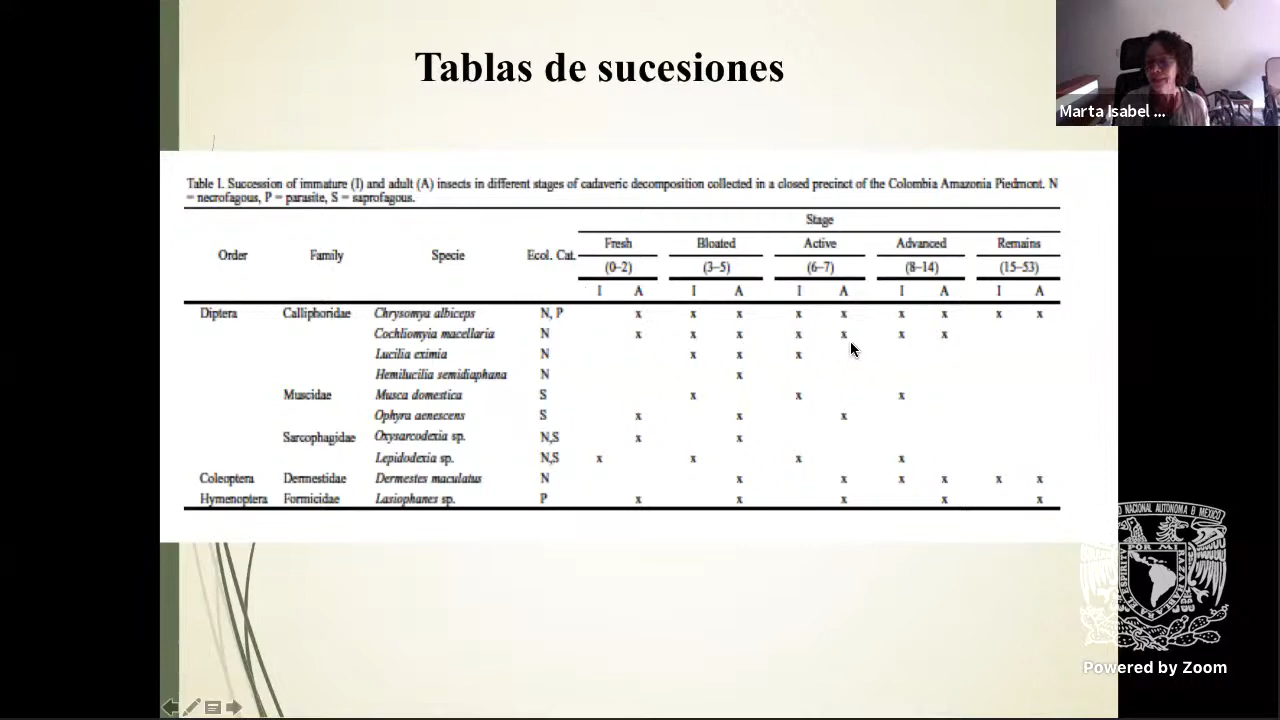 Tablas de sucesiones
Marta Isabel ...
Table I. Succession of immature (I) and adult (A) insects in different stages of cadaveric decomposition collected in a closed precinct of the Colombia Amazonia Piedmont. N
= necrofagous, P = parasite, S = saprofagous.
Stage
Order Family Specie Ecol. Cat. Fresh Bloated Active Advanced Remains
(0–2) (3–5) (6–7) (8–14) (15–53)
I A I A I A I A I A
Diptera Calliphoridae Chrysomya albiceps N, P x x x x x x x x x
Cochliomyia macellaria N x x x x x x x
Lucilia eximia N x x x
Hemilucilia semidiaphana N x
Muscidae Musca domestica S x x x
Ophyra aenescens S x x x
Sarcophagidae Oxysarcodexia sp. N,S x x
Lepidodexia sp. N,S x x x x
Coleoptera Dermestidae Dermestes maculatus N x x x x x x
Hymenoptera Formicidae Lasiophanes sp. P x x x x x
POR MI RAZA
Powered by Zoom